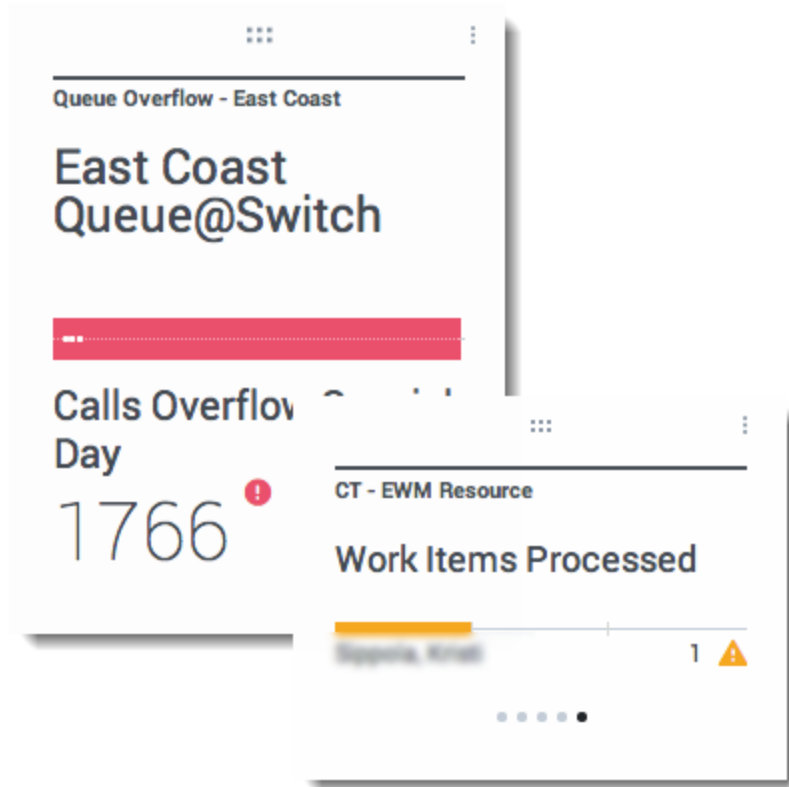 Queue Overflow - East Coast
East Coast
Queue@Switch
Calls Overflow
Day
1766
CT - EWM Resource
Work Items Processed
1